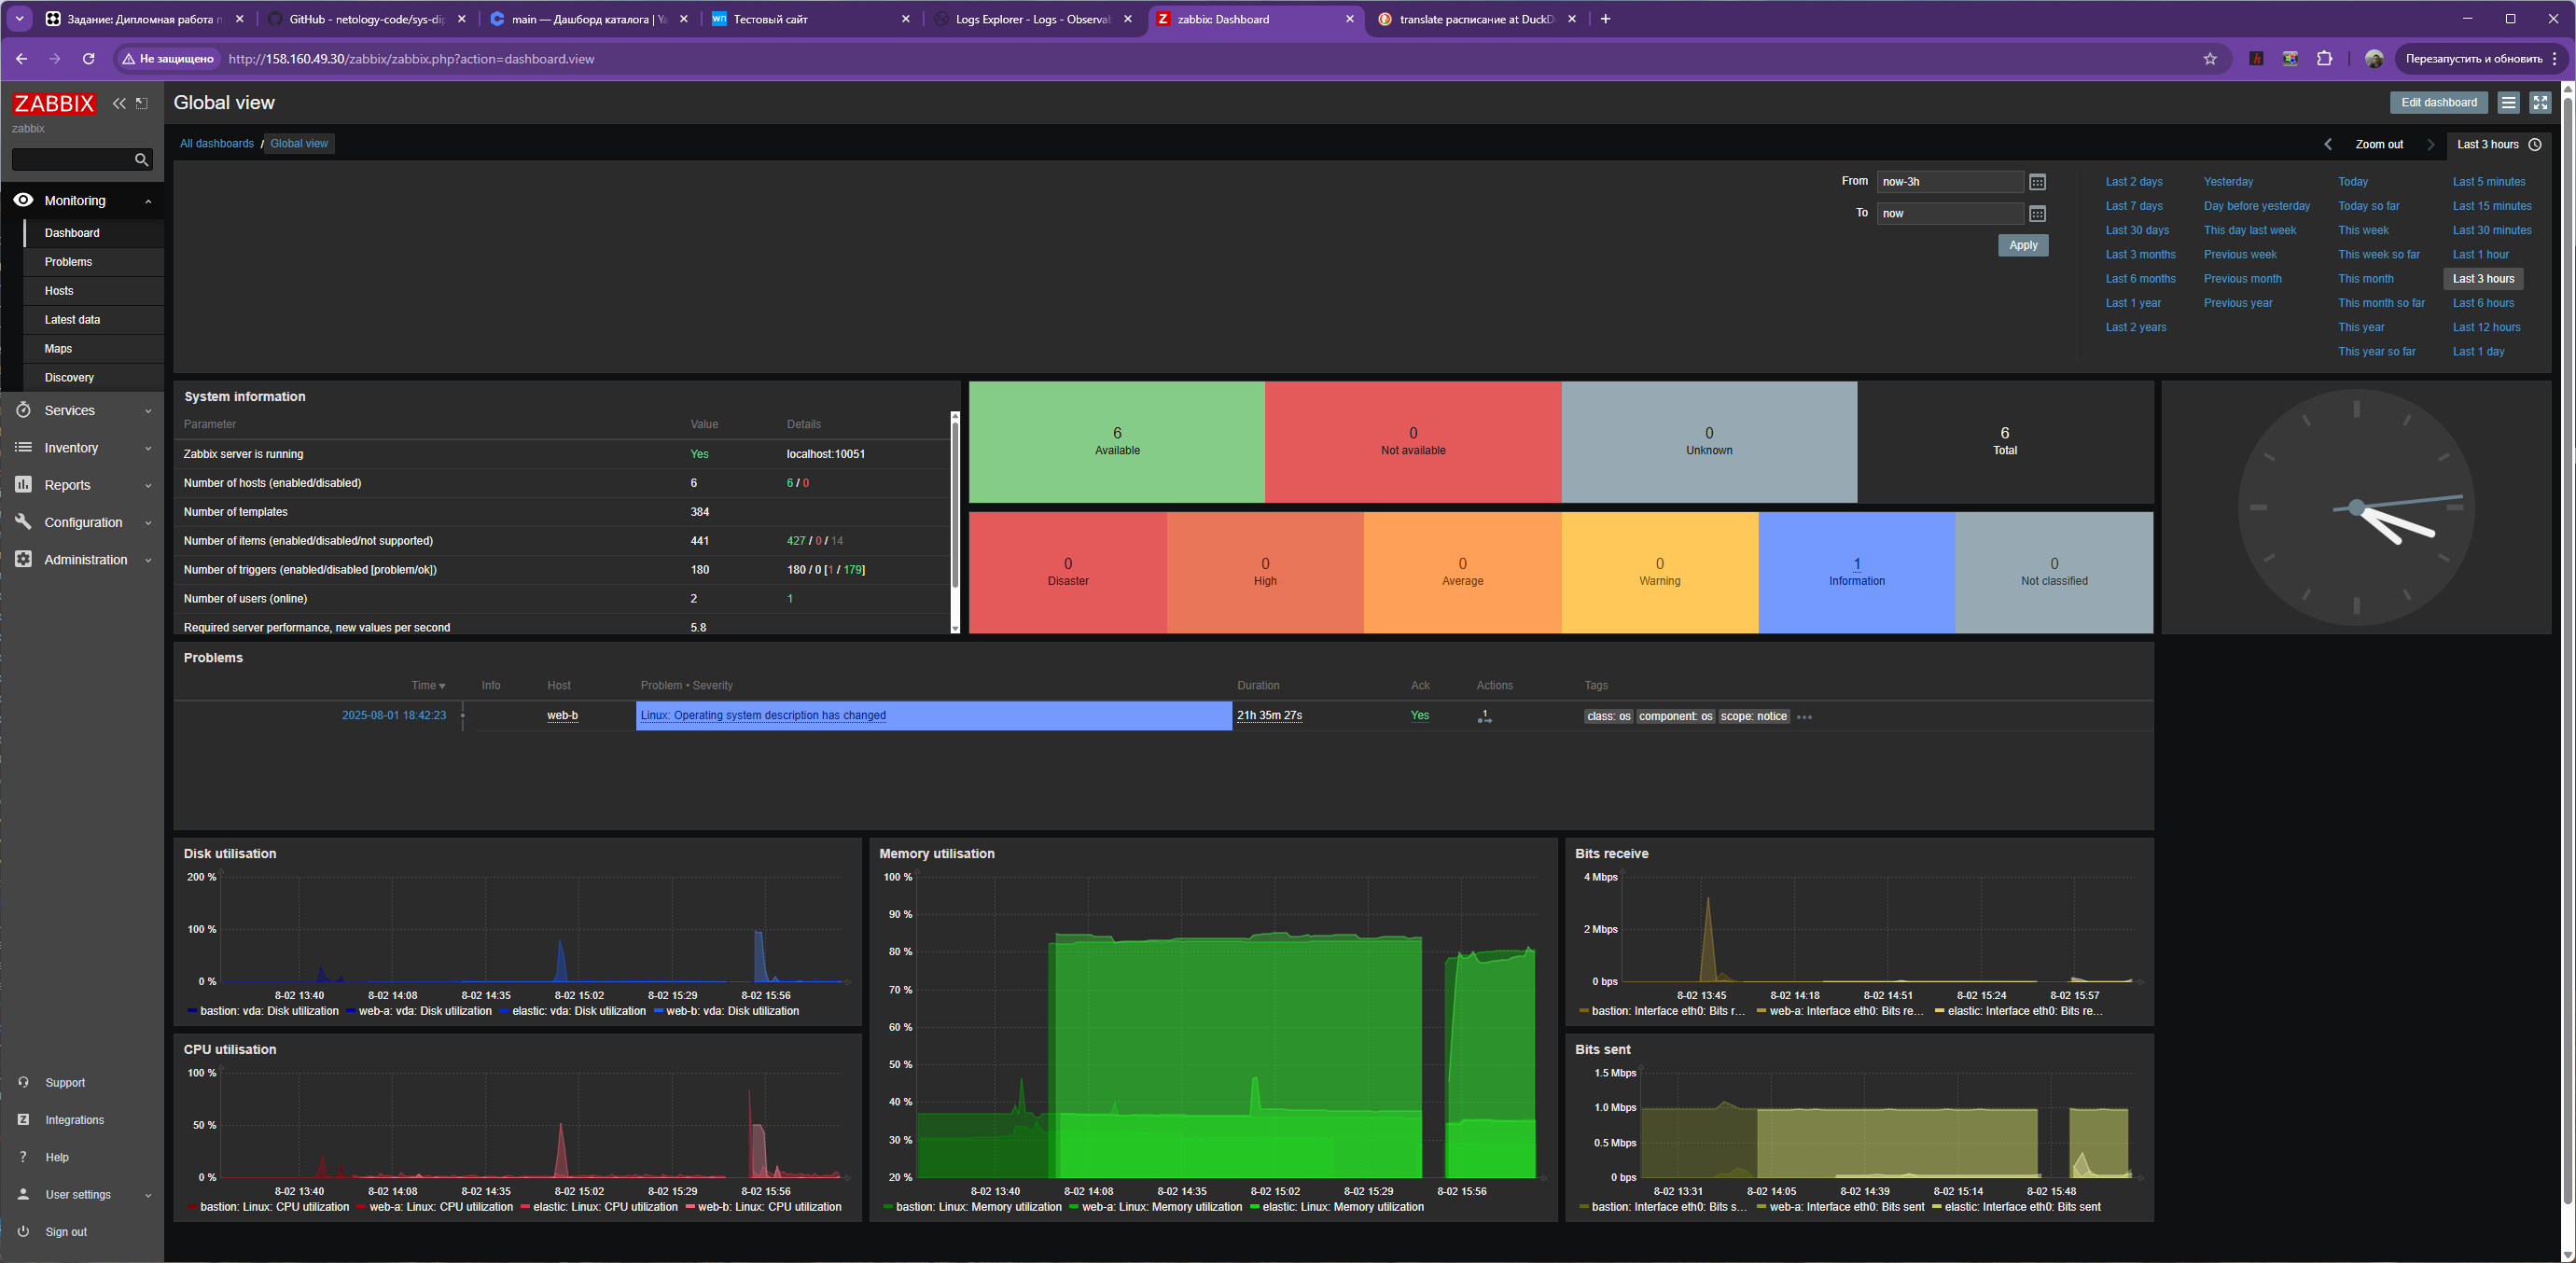 Задание: Дипломная работа п
GitHub - netology-code/sys-dip
main — Дашборд каталога | Ya
Тестовый сайт
Logs Explorer - Logs - Observab
zabbix: Dashboard
translate расписание at DuckD
Не защищено
http://158.160.49.30/zabbix/zabbix.php?action=dashboard.view
Перезапустить и обновить
ZABBIX
zabbix
Global view
Edit dashboard
All dashboards / Global view
Zoom out
Last 3 hours
Monitoring
Dashboard
Problems
Hosts
Latest data
Maps
Discovery
Services
Inventory
Reports
Configuration
Administration
Support
Integrations
Help
User settings
Sign out
From now-3h
To now
Apply
Last 2 days Yesterday Today Last 5 minutes
Last 7 days Day before yesterday Today so far Last 15 minutes
Last 30 days This day last week This week Last 30 minutes
Last 3 months Previous week This week so far Last 1 hour
Last 6 months Previous month This month Last 3 hours
Last 1 year Previous year This month so far Last 6 hours
Last 2 years This year Last 12 hours
This year so far Last 1 day
System information
Parameter Value Details
Zabbix server is running Yes localhost:10051
Number of hosts (enabled/disabled) 6 6 / 0
Number of templates 384
Number of items (enabled/disabled/not supported) 441 427 / 0 / 14
Number of triggers (enabled/disabled [problem/ok]) 180 180 / 0 [1 / 179]
Number of users (online) 2 1
Required server performance, new values per second 5.8
6 0 0 6
Available Not available Unknown Total
0 0 0 0 1 0
Disaster High Average Warning Information Not classified
Problems
Time Info Host Problem • Severity Duration Ack Actions Tags
2025-08-01 18:42:23 web-b Linux: Operating system description has changed 21h 35m 27s Yes 1 class: os component: os scope: notice •••
Disk utilisation
200 %
100 %
0 %
8-02 13:40 8-02 14:08 8-02 14:35 8-02 15:02 8-02 15:29 8-02 15:56
bastion: vda: Disk utilization web-a: vda: Disk utilization elastic: vda: Disk utilization web-b: vda: Disk utilization
CPU utilisation
100 %
50 %
0 %
8-02 13:40 8-02 14:08 8-02 14:35 8-02 15:02 8-02 15:29 8-02 15:56
bastion: Linux: CPU utilization web-a: Linux: CPU utilization elastic: Linux: CPU utilization web-b: Linux: CPU utilization
Memory utilisation
100 %
90 %
80 %
70 %
60 %
50 %
40 %
30 %
20 %
8-02 13:40 8-02 14:08 8-02 14:35 8-02 15:02 8-02 15:29 8-02 15:56
bastion: Linux: Memory utilization web-a: Linux: Memory utilization elastic: Linux: Memory utilization
Bits receive
4 Mbps
2 Mbps
0 bps
8-02 13:45 8-02 14:18 8-02 14:51 8-02 15:24 8-02 15:57
bastion: Interface eth0: Bits r... web-a: Interface eth0: Bits re... elastic: Interface eth0: Bits re...
Bits sent
1.5 Mbps
1.0 Mbps
0.5 Mbps
0 bps
8-02 13:31 8-02 14:05 8-02 14:39 8-02 15:14 8-02 15:48
bastion: Interface eth0: Bits s... web-a: Interface eth0: Bits sent elastic: Interface eth0: Bits sent